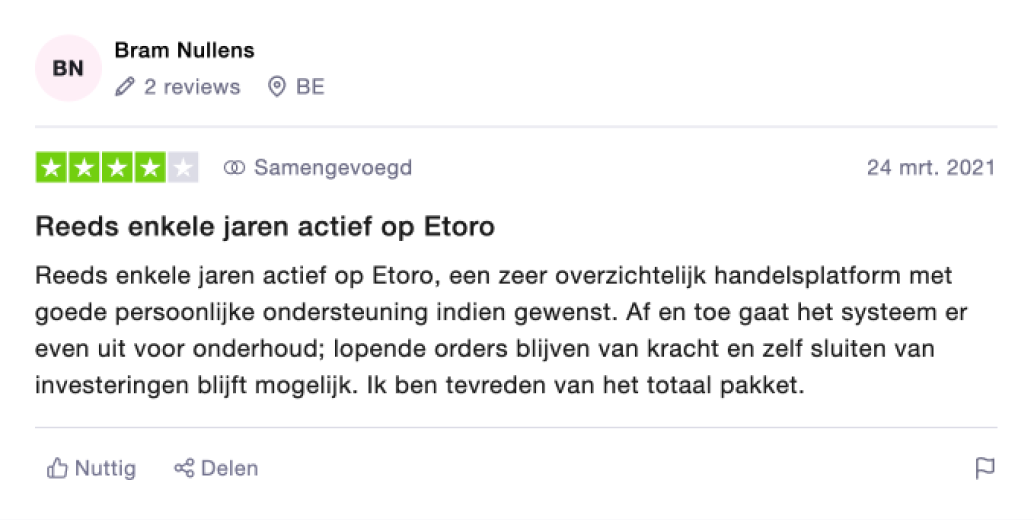 BN
Bram Nullens
2 reviews BE
Samengevoegd 24 mrt. 2021
Reeds enkele jaren actief op Etoro
Reeds enkele jaren actief op Etoro, een zeer overzichtelijk handelsplatform met
goede persoonlijke ondersteuning indien gewenst. Af en toe gaat het systeem er
even uit voor onderhoud; lopende orders blijven van kracht en zelf sluiten van
investeringen blijft mogelijk. Ik ben tevreden van het totaal pakket.
Nuttig Delen